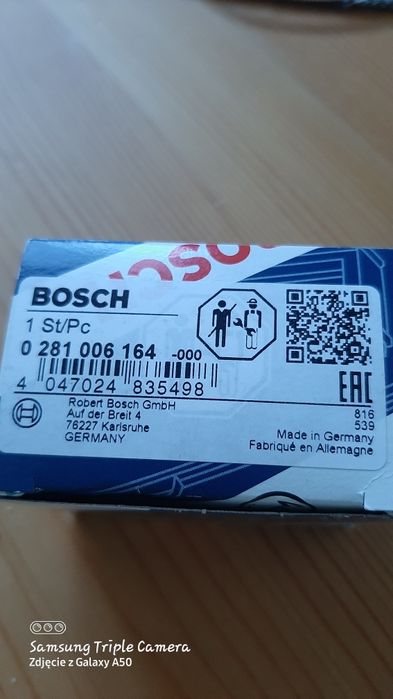 BOSCH
BOSCH
1 St/Pc
0 281 006 164 -000
4 047024 835498
EAC
Robert Bosch GmbH
Auf der Breit 4
76227 Karlsruhe
GERMANY
816
539
Made in Germany
Fabriqué en Allemagne
Samsung Triple Camera
Zdjęcie z Galaxy A50